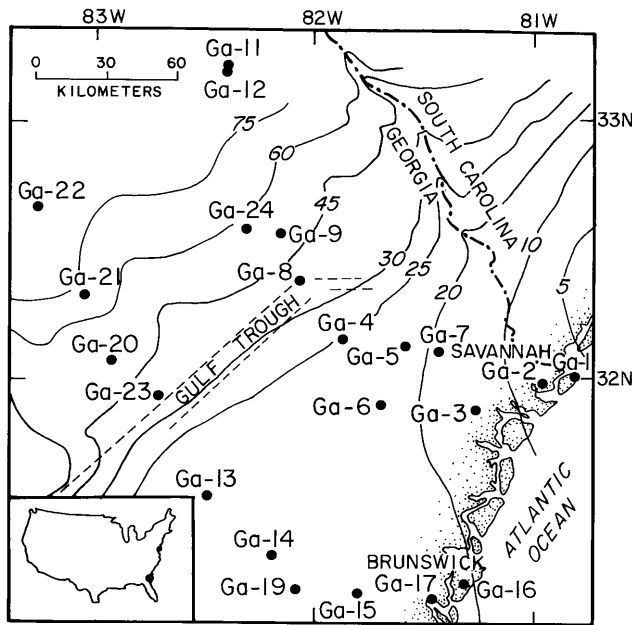 83W
82W
81W
Ga-11
0 30 60
KILOMETERS
Ga-12
33N
75
SOUTH CAROLINA
GEORGIA
60
Ga-22
45
10
Ga-24
Ga-9
30
Ga-8
25
5
Ga-21
20
GULF TROUGH
Ga-4
Ga-7
Ga-20
Ga-5
SAVANNAH
Ga-1
Ga-2
32N
Ga-23
Ga-6
Ga-3
Ga-13
ATLANTIC
OCEAN
Ga-14
BRUNSWICK
Ga-19
Ga-17
Ga-16
Ga-15